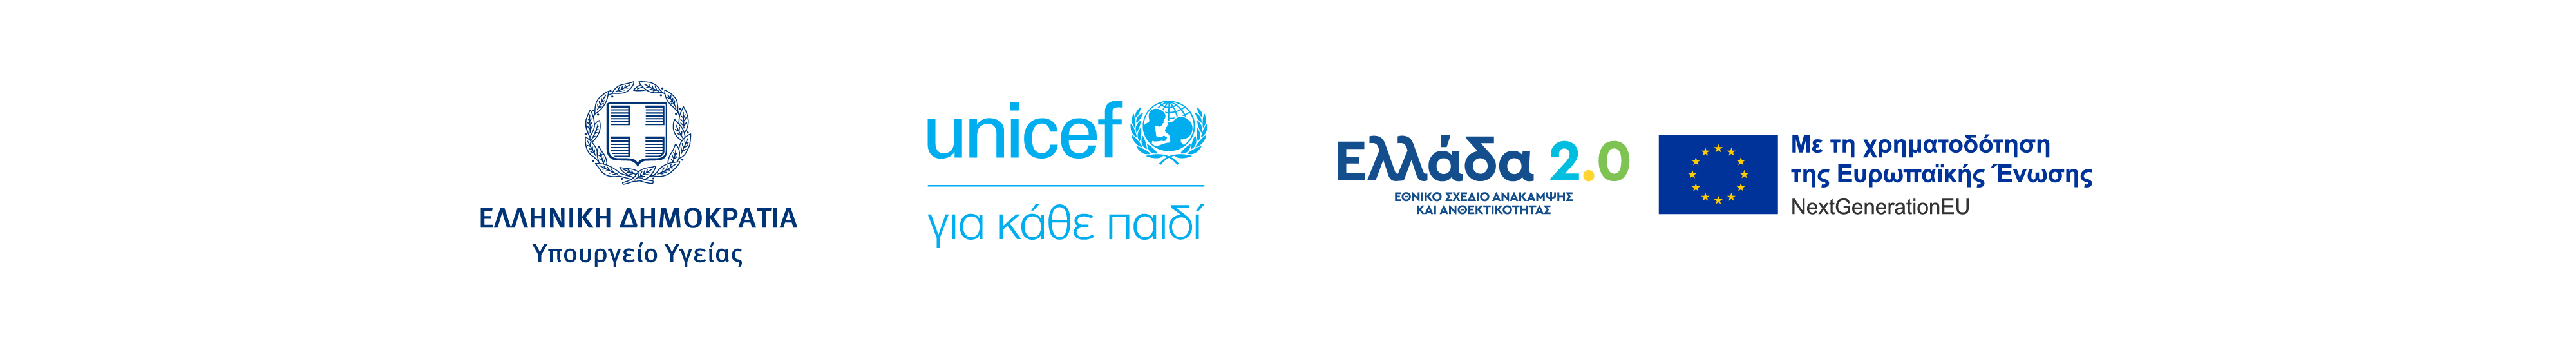 ΕΛΛΗΝΙΚΗ ΔΗΜΟΚΡΑΤΙΑ
Υπουργείο Υγείας
unicef
για κάθε παιδί
Ελλάδα 2.0
ΕΘΝΙΚΟ ΣΧΕΔΙΟ ΑΝΑΚΑΜΨΗΣ
ΚΑΙ ΑΝΘΕΚΤΙΚΟΤΗΤΑΣ
Με τη χρηματοδότηση
της Ευρωπαϊκής Ένωσης
NextGenerationEU